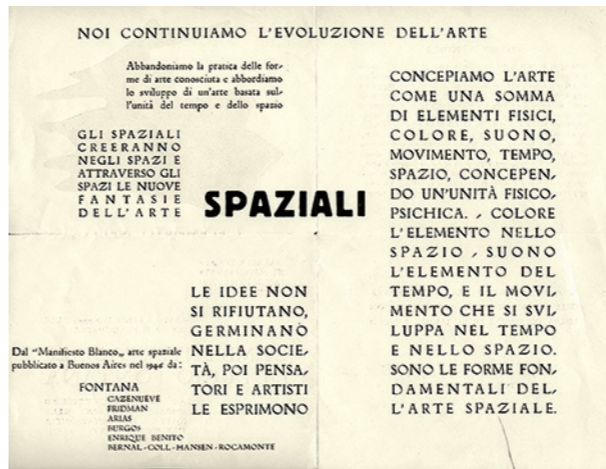 NOI CONTINUIAMO L'EVOLUZIONE DELL'ARTE
Abbandoniamo la pratica delle for-
me di arte conosciuta e abbordiamo
lo sviluppo di un'arte basata sul-
l'unità del tempo e dello spazio
GLI SPAZIALI
CREERANNO
NEGLI SPAZI E
ATTRAVERSO GLI
SPAZI LE NUOVE
FANTASIE
DELL'ARTE
SPAZIALI
CONCEPIAMO L'ARTE
COME UNA SOMMA
DI ELEMENTI FISICI,
COLORE, SUONO,
MOVIMENTO, TEMPO,
SPAZIO, CONCEPEN-
DO UN'UNITÀ FISICO-
PSICHICA. - COLORE
L'ELEMENTO NELLO
SPAZIO - SUONO
L'ELEMENTO DEL
TEMPO, E IL MOVI-
MENTO CHE SI SVI-
LUPPA NEL TEMPO
E NELLO SPAZIO.
SONO LE FORME FON-
DAMENTALI DEL-
L'ARTE SPAZIALE.
LE IDEE NON
SI RIFIUTANO,
GERMINANO
NELLA SOCIE-
TÀ, POI PENSA-
TORI E ARTISTI
LE ESPRIMONO
Dal "Manifiesto Blanco„ arte spaziale
pubblicato a Buenos Aires nel 1946 da:
FONTANA
CAZENUEVE
FRIDMAN
ARIAS
BURGOS
ENRIQUE BENITO
BERNAL-COLL-HANSEN-ROCAMONTE